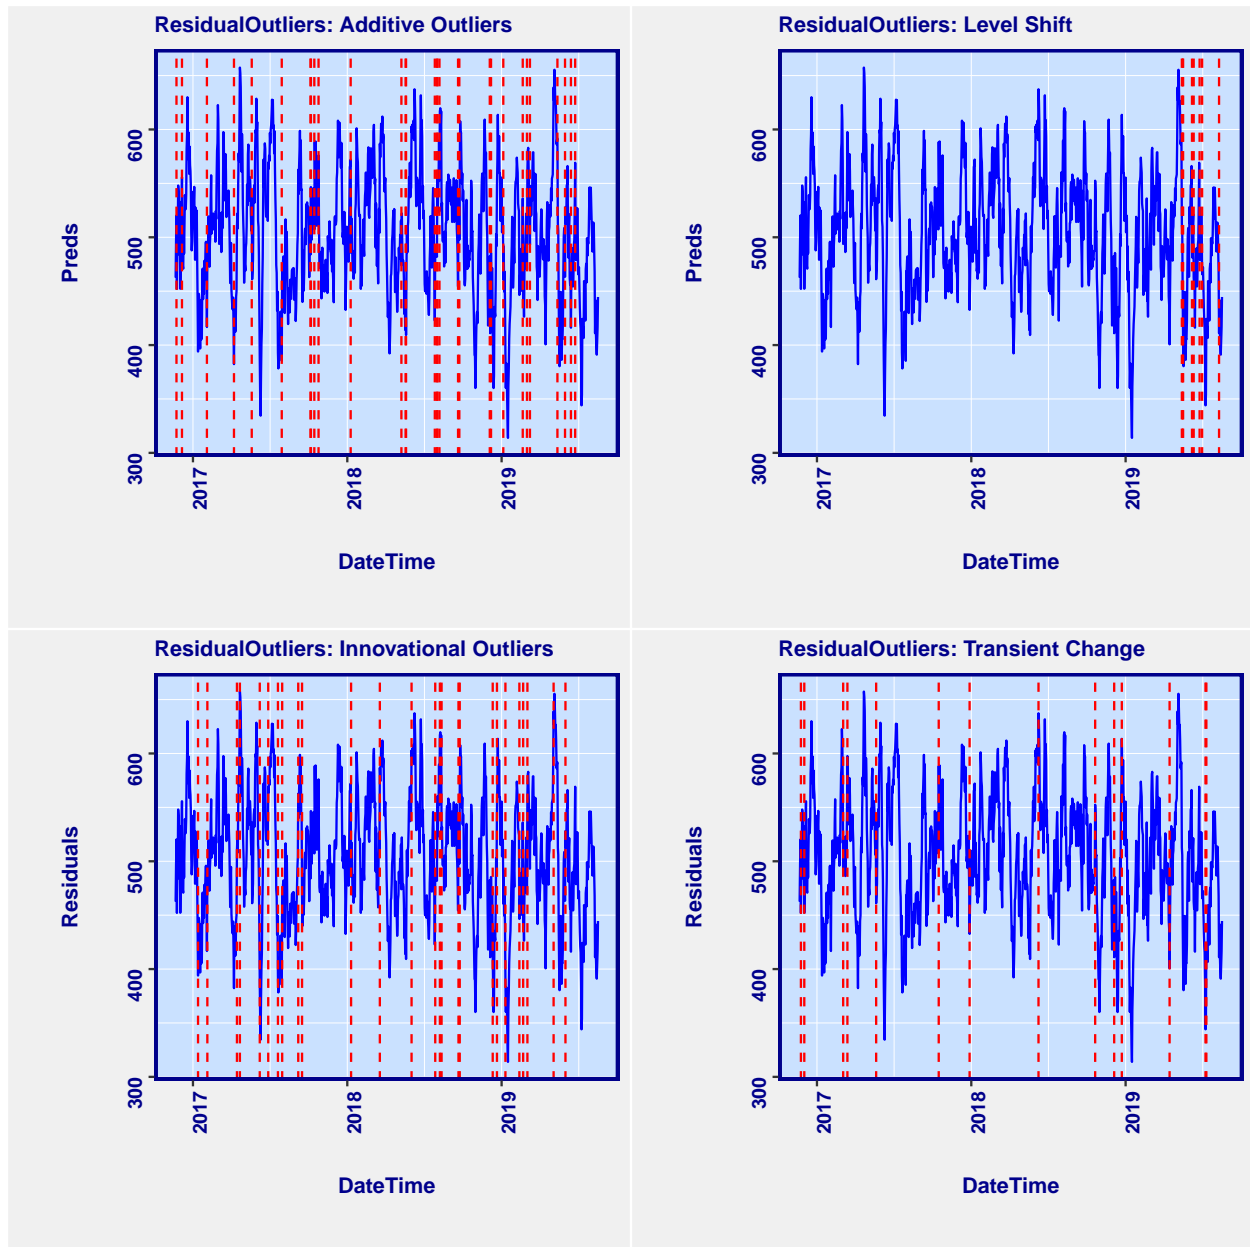 ResidualOutliers: Additive Outliers
Preds
600
500
400
300
2017
2018
2019
DateTime
ResidualOutliers: Level Shift
Preds
600
500
400
300
2017
2018
2019
DateTime
ResidualOutliers: Innovational Outliers
Residuals
600
500
400
300
2017
2018
2019
DateTime
ResidualOutliers: Transient Change
Residuals
600
500
400
300
2017
2018
2019
DateTime